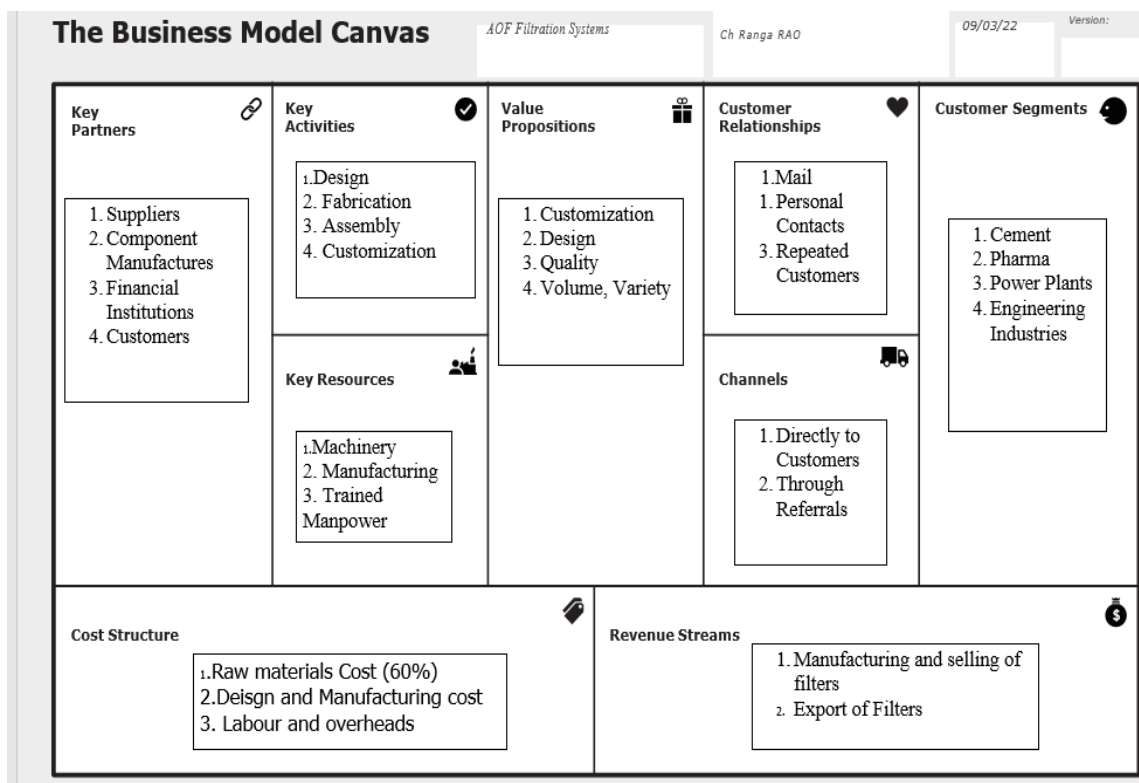 The Business Model Canvas
AOF Filtration Systems
Ch Ranga RAO
09/03/22
Version:
Key
Partners
1. Suppliers
2. Component
Manufactures
3. Financial
Institutions
4. Customers
Key
Activities
1.Design
2. Fabrication
3. Assembly
4. Customization
Key Resources
1.Machinery
2. Manufacturing
3. Trained
Manpower
Value
Propositions
1. Customization
2. Design
3. Quality
4. Volume, Variety
Customer
Relationships
1.Mail
1. Personal
Contacts
3. Repeated
Customers
Channels
1. Directly to
Customers
2. Through
Referrals
Customer Segments
1. Cement
2. Pharma
3. Power Plants
4. Engineering
Industries
Cost Structure
1.Raw materials Cost (60%)
2.Deisgn and Manufacturing cost
3. Labour and overheads
Revenue Streams
1. Manufacturing and selling of
filters
2. Export of Filters